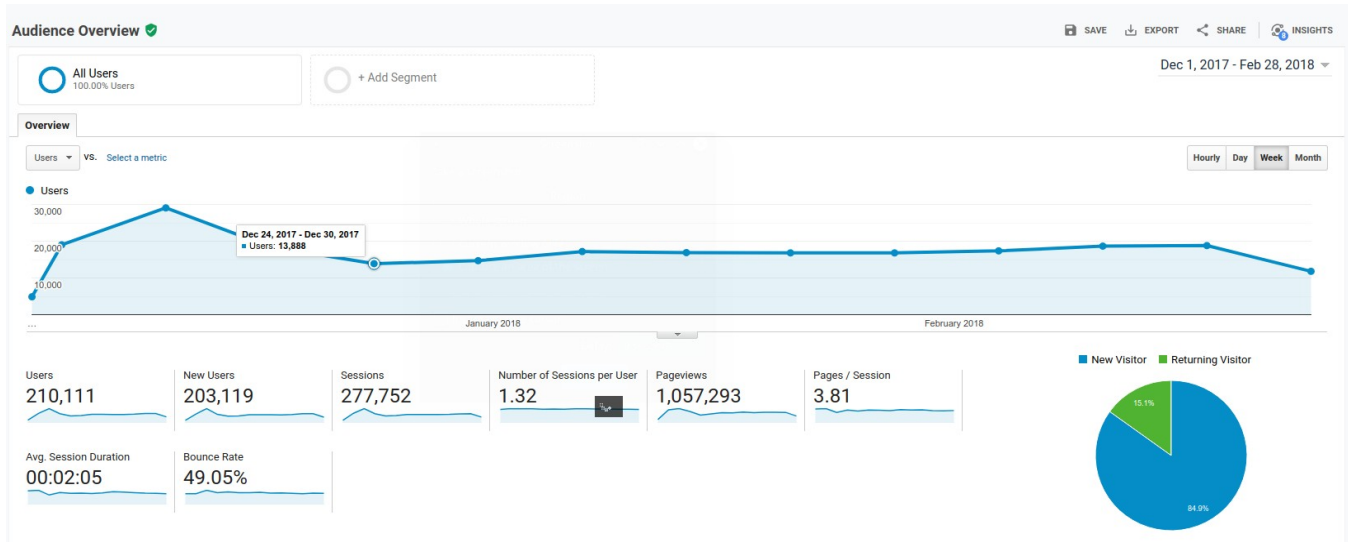 Audience Overview
SAVE EXPORT SHARE INSIGHTS
8
All Users
100.00% Users
+ Add Segment
Dec 1, 2017 - Feb 28, 2018
Overview
Users VS. Select a metric
Hourly Day Week Month
Users
30,000
20,000
10,000
Dec 24, 2017 - Dec 30, 2017
Users: 13,888
... January 2018 February 2018
New Visitor Returning Visitor
Users
210,111
New Users
203,119
Sessions
277,752
Number of Sessions per User
1.32
Pageviews
1,057,293
Pages / Session
3.81
Avg. Session Duration
00:02:05
Bounce Rate
49.05%
15.1%
84.9%